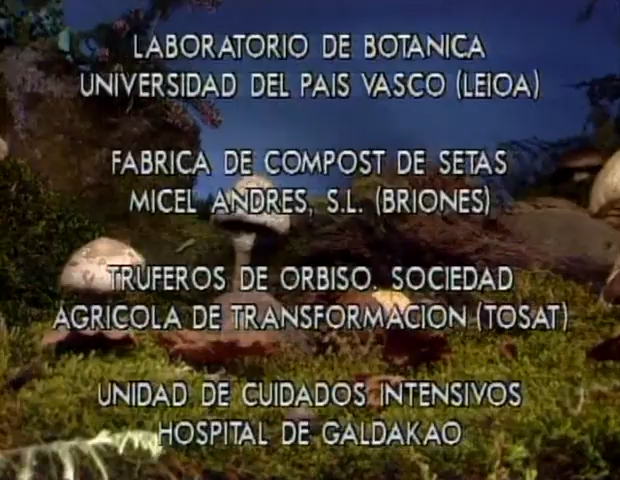 LABORATORIO DE BOTANICA
UNIVERSIDAD DEL PAIS VASCO (LEIOA)
FABRICA DE COMPOST DE SETAS
MICEL ANDRES, S.L. (BRIONES)
TRUFEROS DE ORBISO. SOCIEDAD
AGRICOLA DE TRANSFORMACION (TOSAT)
UNIDAD DE CUIDADOS INTENSIVOS
HOSPITAL DE GALDAKAO